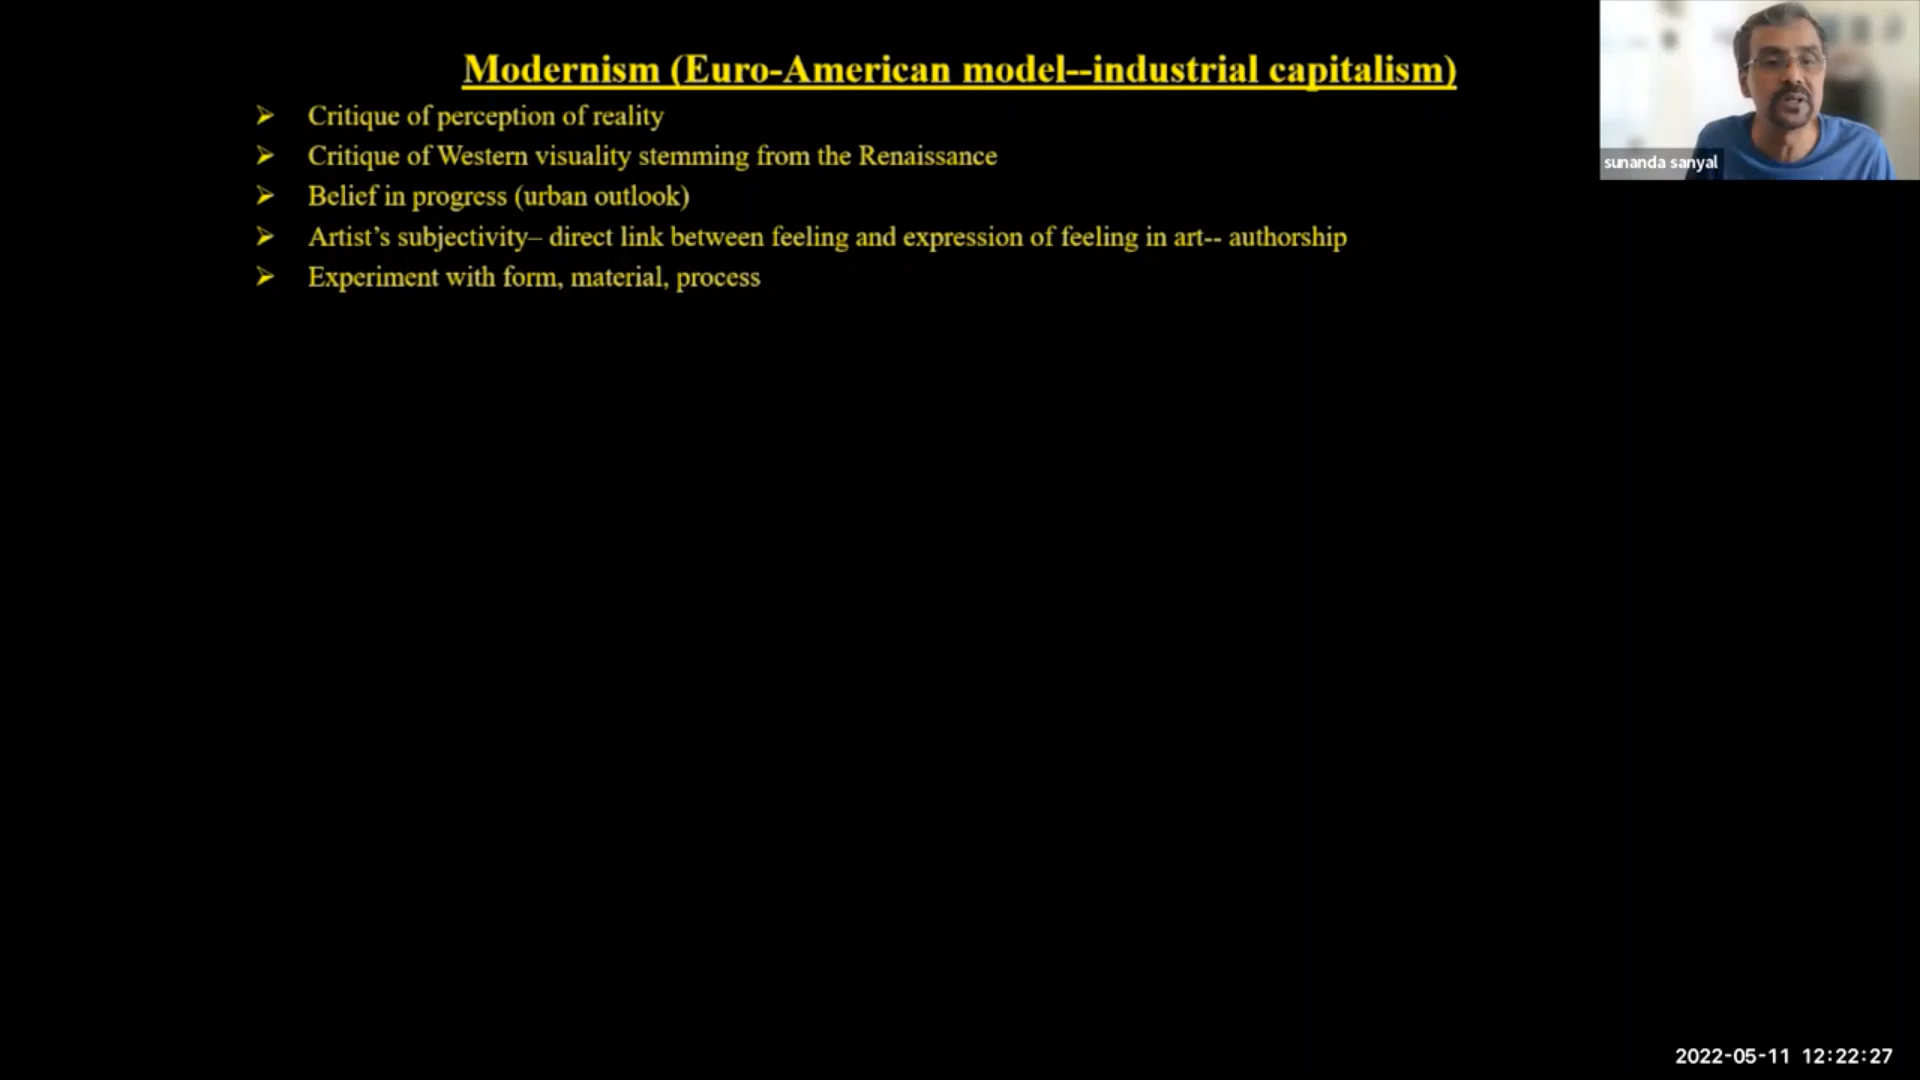 Modernism (Euro-American model--industrial capitalism)
➢ Critique of perception of reality
➢ Critique of Western visuality stemming from the Renaissance
➢ Belief in progress (urban outlook)
➢ Artist’s subjectivity– direct link between feeling and expression of feeling in art-- authorship
➢ Experiment with form, material, process
sunanda sanyal
2022-05-11 12:22:27